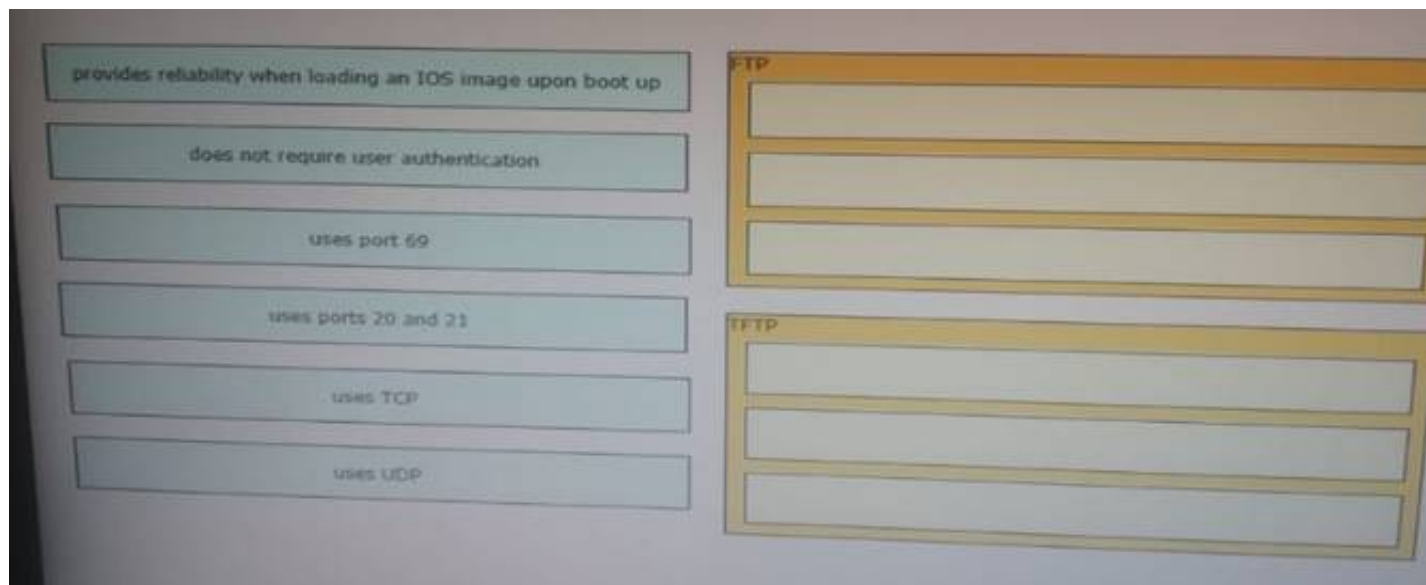 provides reliability when loading an IOS image upon boot up
does not require user authentication
uses port 69
uses ports 20 and 21
uses TCP
uses UDP
FTP
TFTP